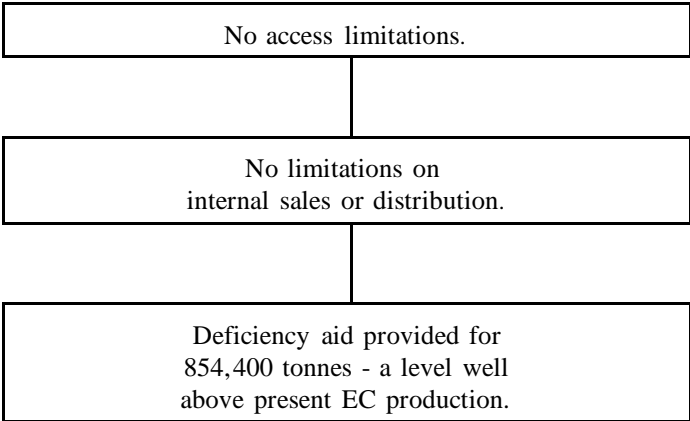 No access limitations.
No limitations on
internal sales or distribution.
Deficiency aid provided for
854,400 tonnes - a level well
above present EC production.